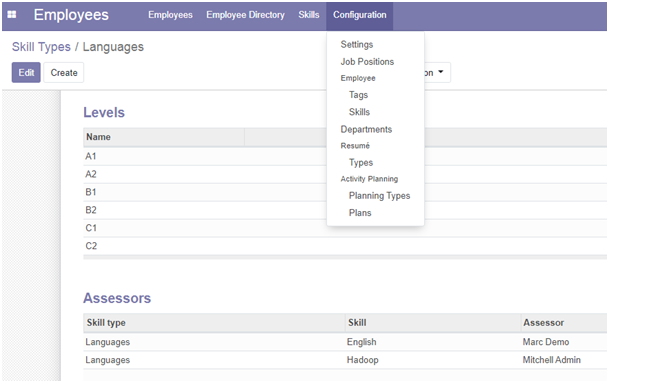 Employees Employees Employee Directory Skills Configuration
Skill Types / Languages
Edit Create on
Settings
Job Positions
Employee
Tags
Skills
Departments
Resumé
Types
Activity Planning
Planning Types
Plans
Levels
Name
A1
A2
B1
B2
C1
C2
Assessors
Skill type Skill Assessor
Languages English Marc Demo
Languages Hadoop Mitchell Admin